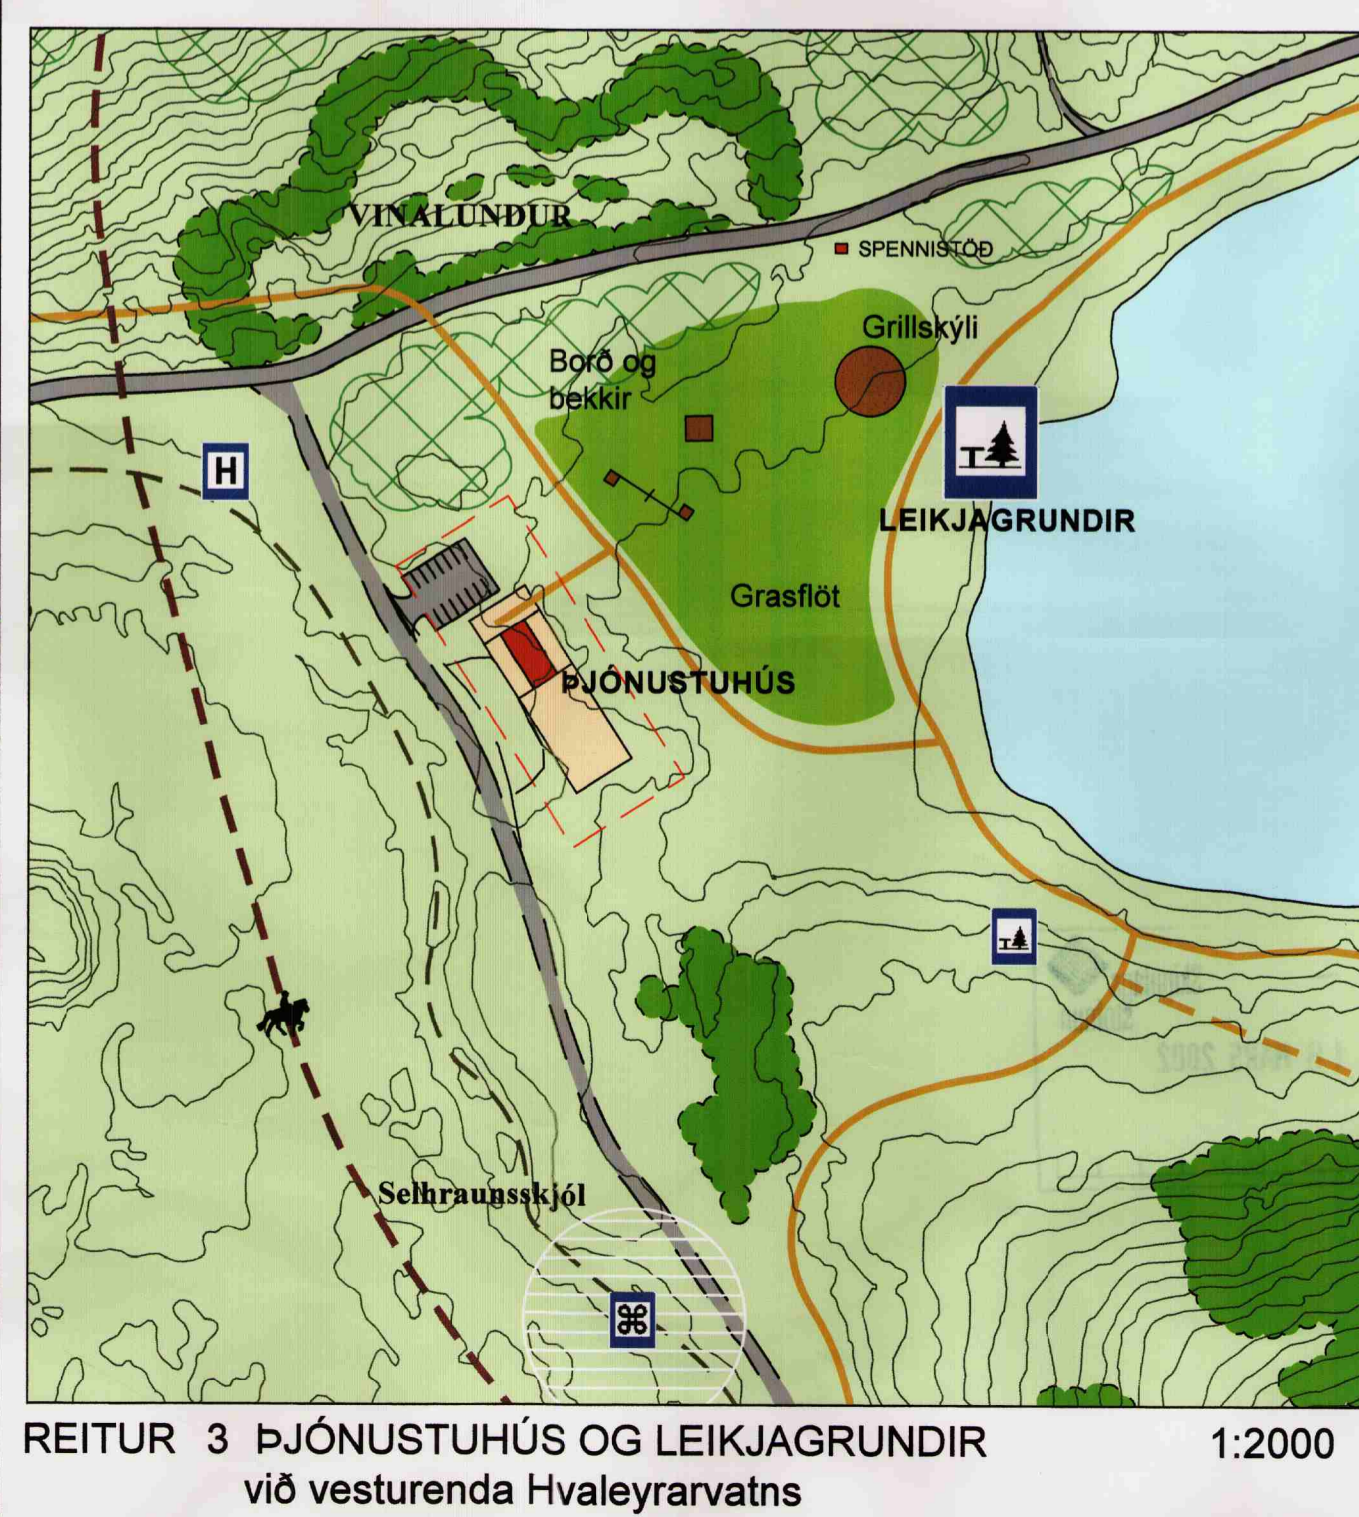 VINALUNDUR
SPENNISTÖÐ
Grillskýli
Borð og
bekkir
H
LEIKJAGRUNDIR
Grasflöt
ÞJÓNUSTUHÚS
Selhraunsskjól
REITUR 3 ÞJÓNUSTUHÚS OG LEIKJAGRUNDIR 1:2000
við vesturenda Hvaleyrarvatns